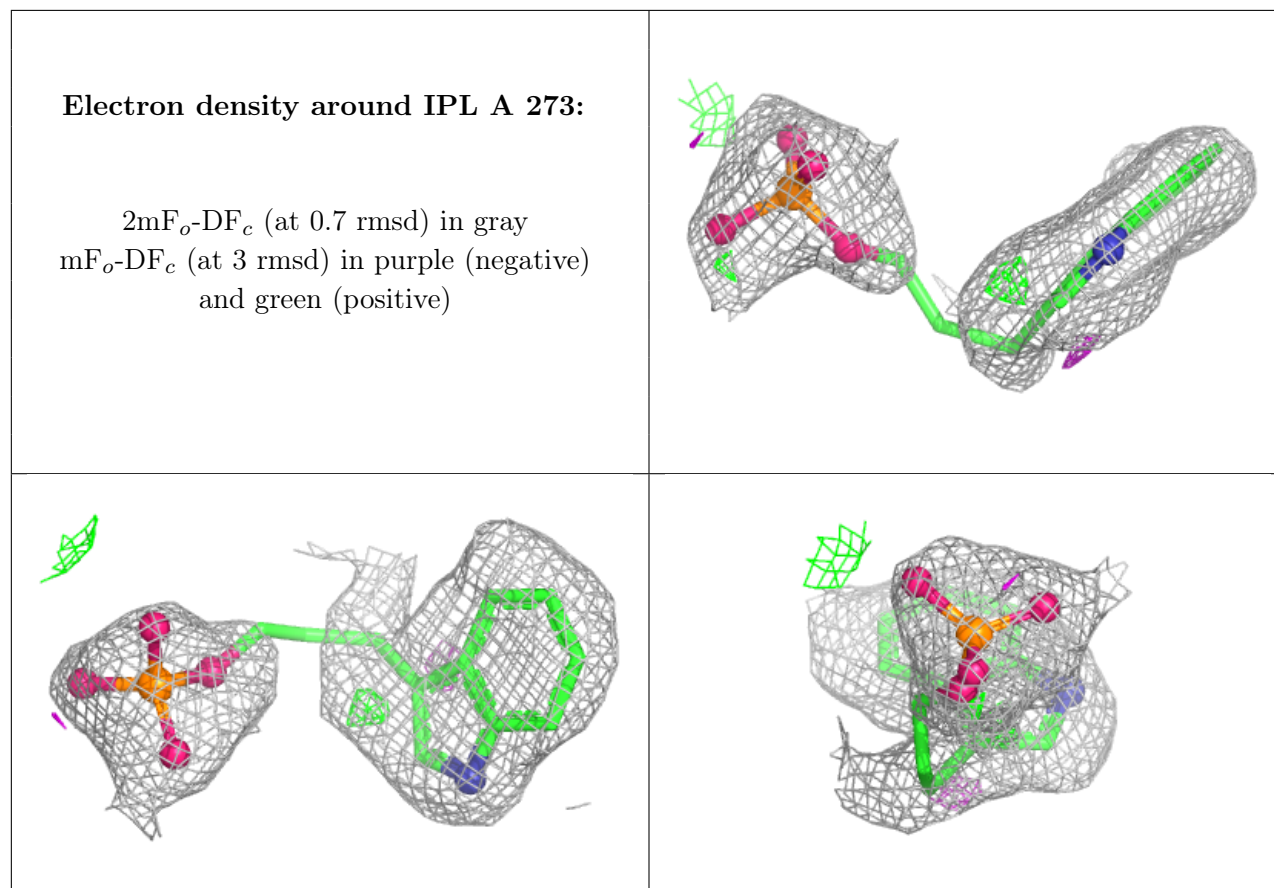 Electron density around IPL A 273:
2mFₒ-DF𝒸 (at 0.7 rmsd) in gray
mFₒ-DF𝒸 (at 3 rmsd) in purple (negative)
and green (positive)